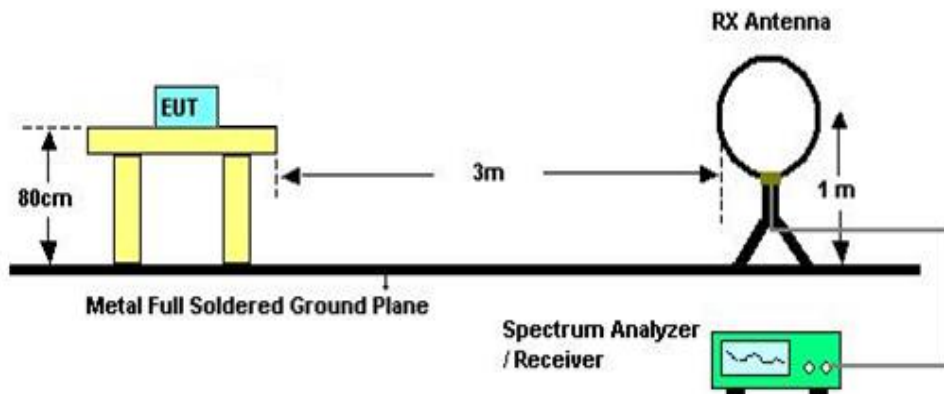 RX Antenna
EUT
3m
80cm
1 m
Metal Full Soldered Ground Plane
Spectrum Analyzer
/ Receiver